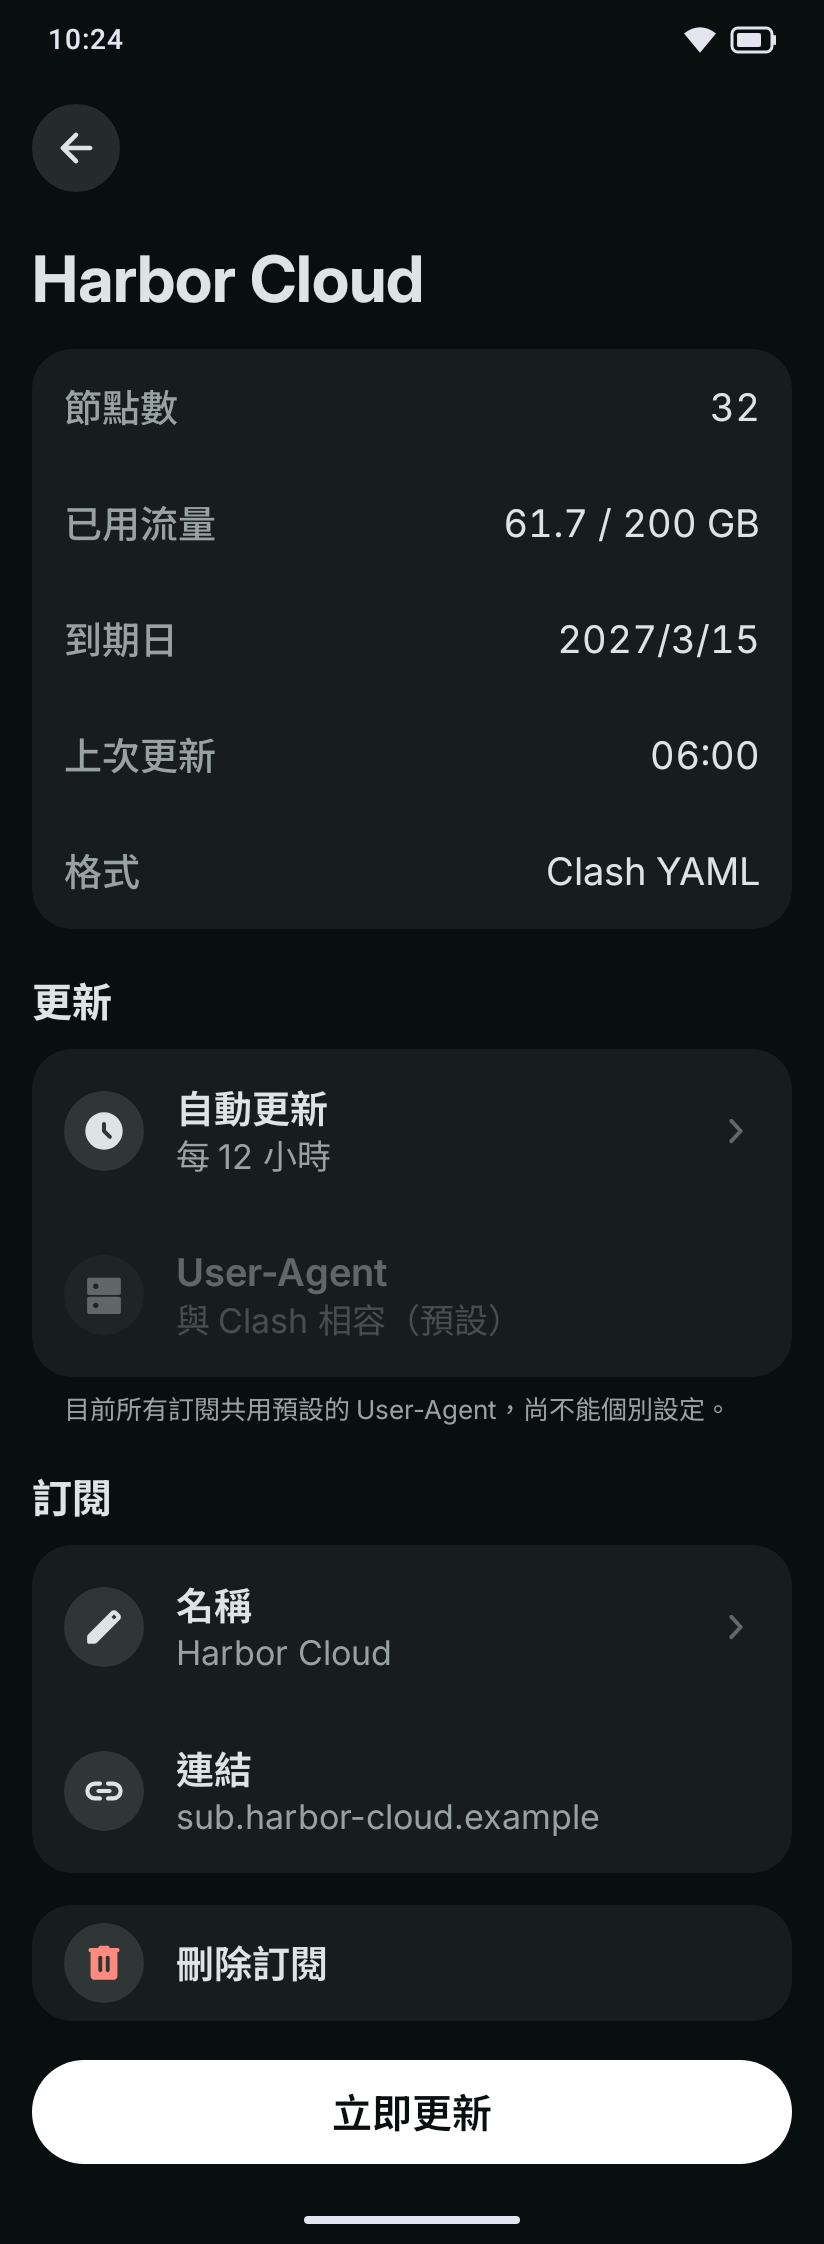 10:24
Harbor Cloud
節點數 32
已用流量 61.7 / 200 GB
到期日 2027/3/15
上次更新 06:00
格式 Clash YAML
更新
自動更新
每 12 小時
User-Agent
與 Clash 相容（預設）
目前所有訂閱共用預設的 User-Agent，尚不能個別設定。
訂閱
名稱
Harbor Cloud
連結
sub.harbor-cloud.example
刪除訂閱
立即更新